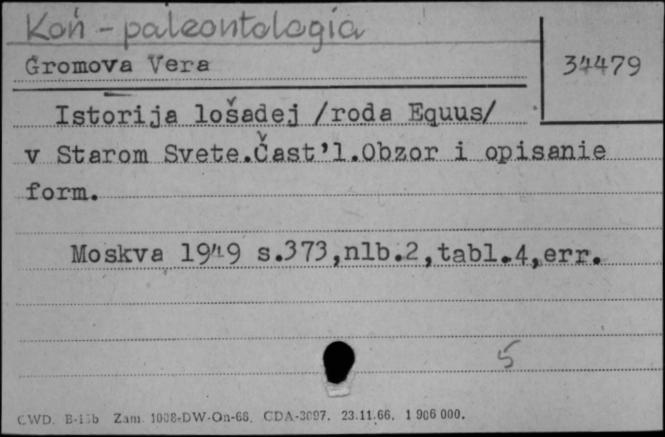 Koń - paleontologia
Gromova Vera
34479
Istorija lošadej /roda Equus/
v Starom Svete.Čast'1.Obzor i opisanie
form.
Moskva 1949 s.373,nlb.2,tabl.4,err.
5
CWD. Zam. 1008-DW-On-66. CDA-3097. 23.11.66. 1 906 000.